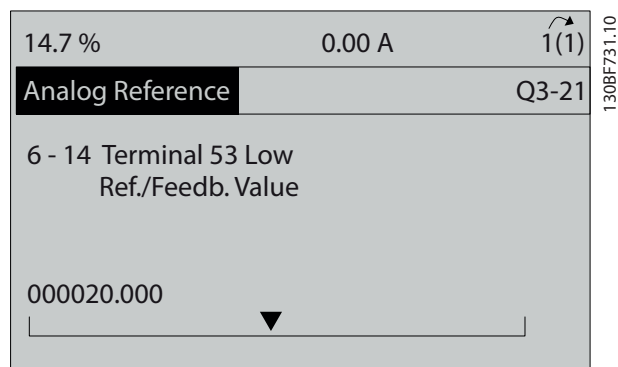 14.7 % 0.00 A 1(1)
Analog Reference Q3-21
6 - 14 Terminal 53 Low
Ref./Feedb. Value
000020.000
130BF731.10